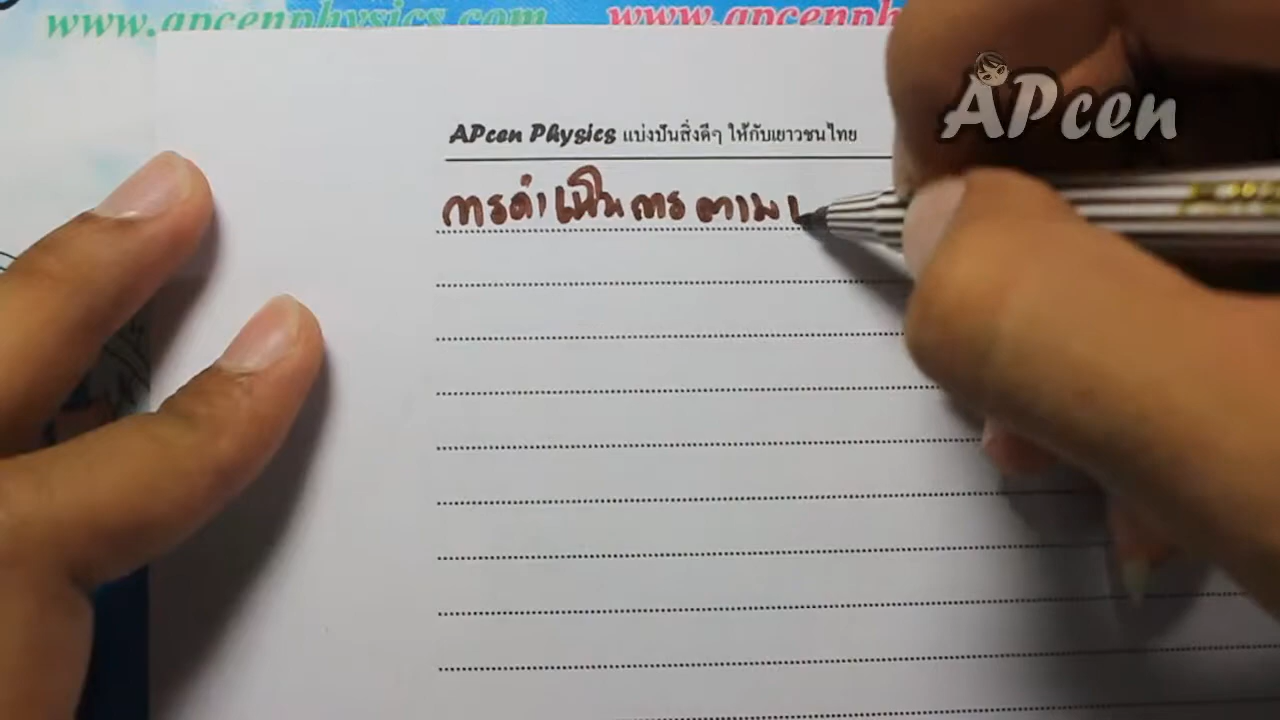 www.apcenphysics.com www.apcenph
APcen
APcen Physics แบ่งปันสิ่งดีๆ ให้กับเยาวชนไทย
การดำเนินการตาม